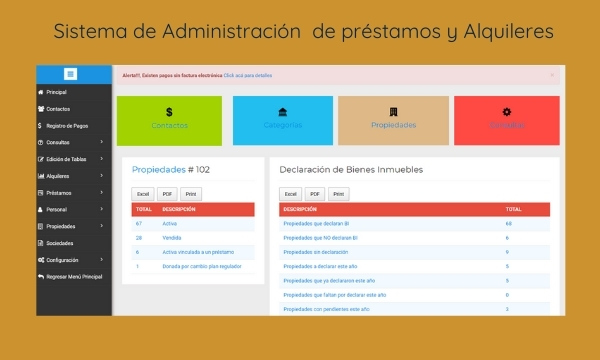 Sistema de Administración de préstamos y Alquileres
Alerta!!!. Existen pagos sin factura electrónica Click aquí para detalles
×
Principal
Contactos
Registro de Pagos
Consultas
Edición de Tablas
Alquileres
Préstamos
Personal
Propiedades
Sociedades
Configuración
Regresar Menú Principal
Contactos
Categorías
Propiedades
Consultas
Propiedades # 102
Excel PDF Print
TOTAL DESCRIPCIÓN
67 Activa
28 Vendida
6 Activa vinculada a un préstamo
1 Donada por cambio plan regulador
Declaración de Bienes Inmuebles
Excel PDF Print
DESCRIPCIÓN TOTAL
Propiedades que declaran BI 68
Propiedades que NO declaran BI 6
Propiedades sin declaración 9
Propiedades a declarar este año 5
Propiedades que ya declararon este año 5
Propiedades que faltan por declarar este año 0
Propiedades con pendientes este año 3